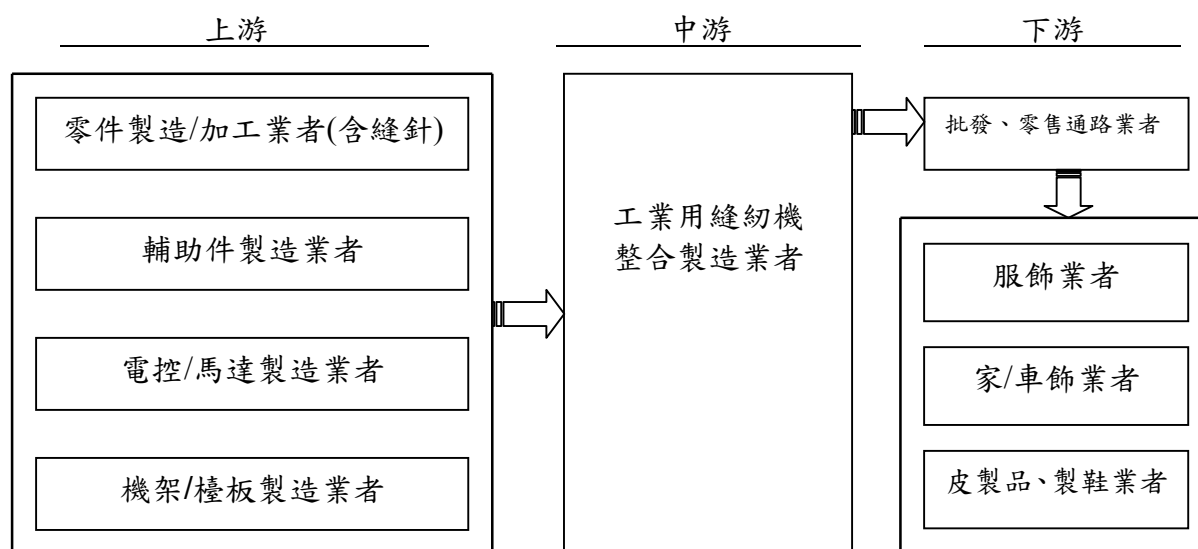 上游
中游
下游
零件製造/加工業者(含縫針)
輔助件製造業者
電控/馬達製造業者
機架/檯板製造業者
工業用縫紉機
整合製造業者
批發、零售通路業者
服飾業者
家/車飾業者
皮製品、製鞋業者